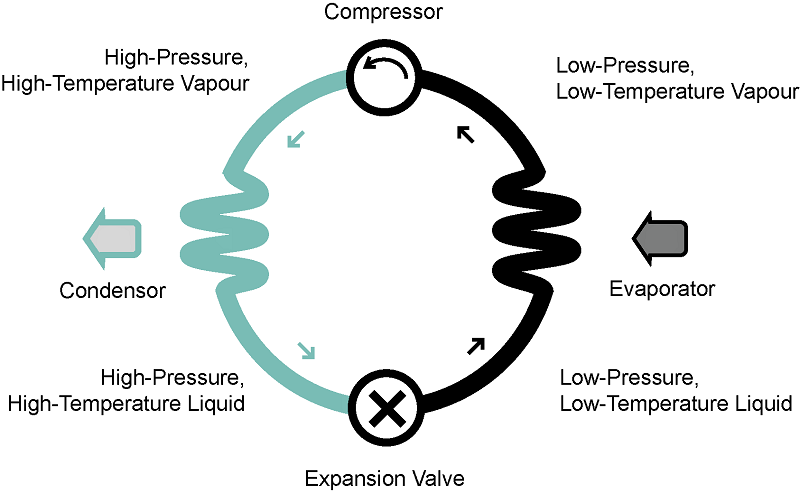 Compressor
High-Pressure,
High-Temperature Vapour
Low-Pressure,
Low-Temperature Vapour
Condensor
Evaporator
High-Pressure,
High-Temperature Liquid
Low-Pressure,
Low-Temperature Liquid
Expansion Valve